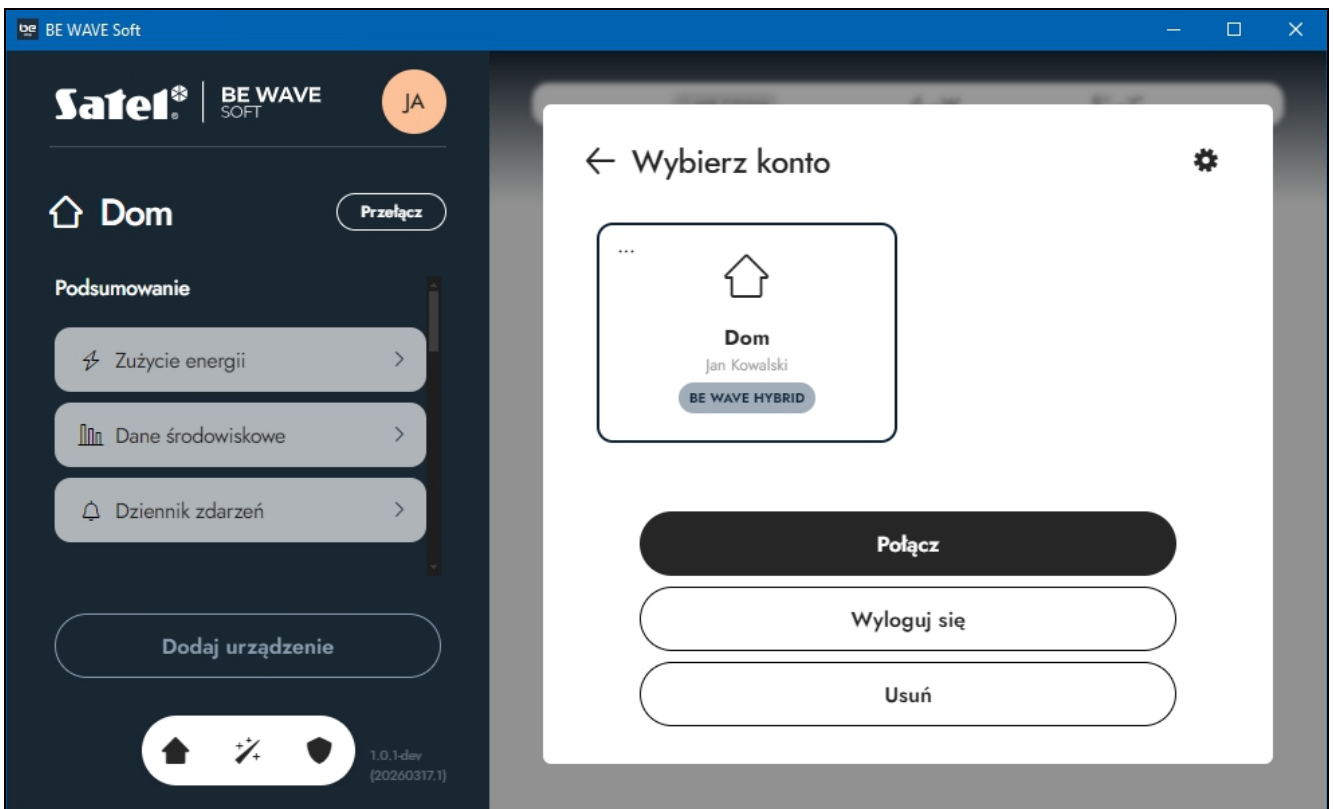 be
BE WAVE Soft
Satel®
BE WAVE
SOFT
JA
Dom
Przełącz
Podsumowanie
Zużycie energii
Dane środowiskowe
Dziennik zdarzeń
Dodaj urządzenie
1.0.1-dev
(20260317.1)
Wybierz konto
...
Dom
Jan Kowalski
BE WAVE HYBRID
Połącz
Wyloguj się
Usuń